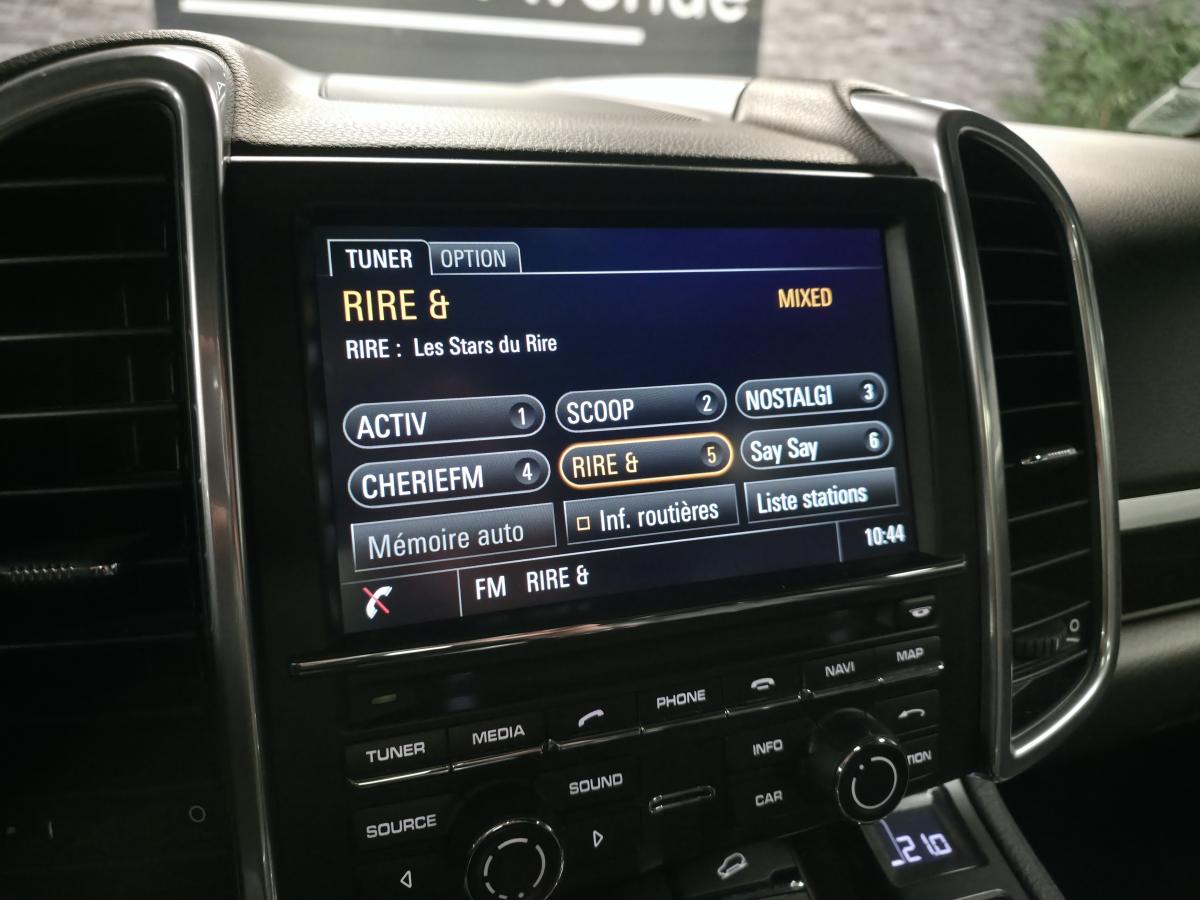 TUNER OPTION
RIRE & MIXED
RIRE : Les Stars du Rire
ACTIV 1 SCOOP 2 NOSTALGI 3
CHERIEFM 4 RIRE & 5 Say Say 6
Mémoire auto Inf. routières Liste stations
FM RIRE & 10:44
TUNER MEDIA PHONE NAVI MAP
SOURCE SOUND INFO
CAR
21.0